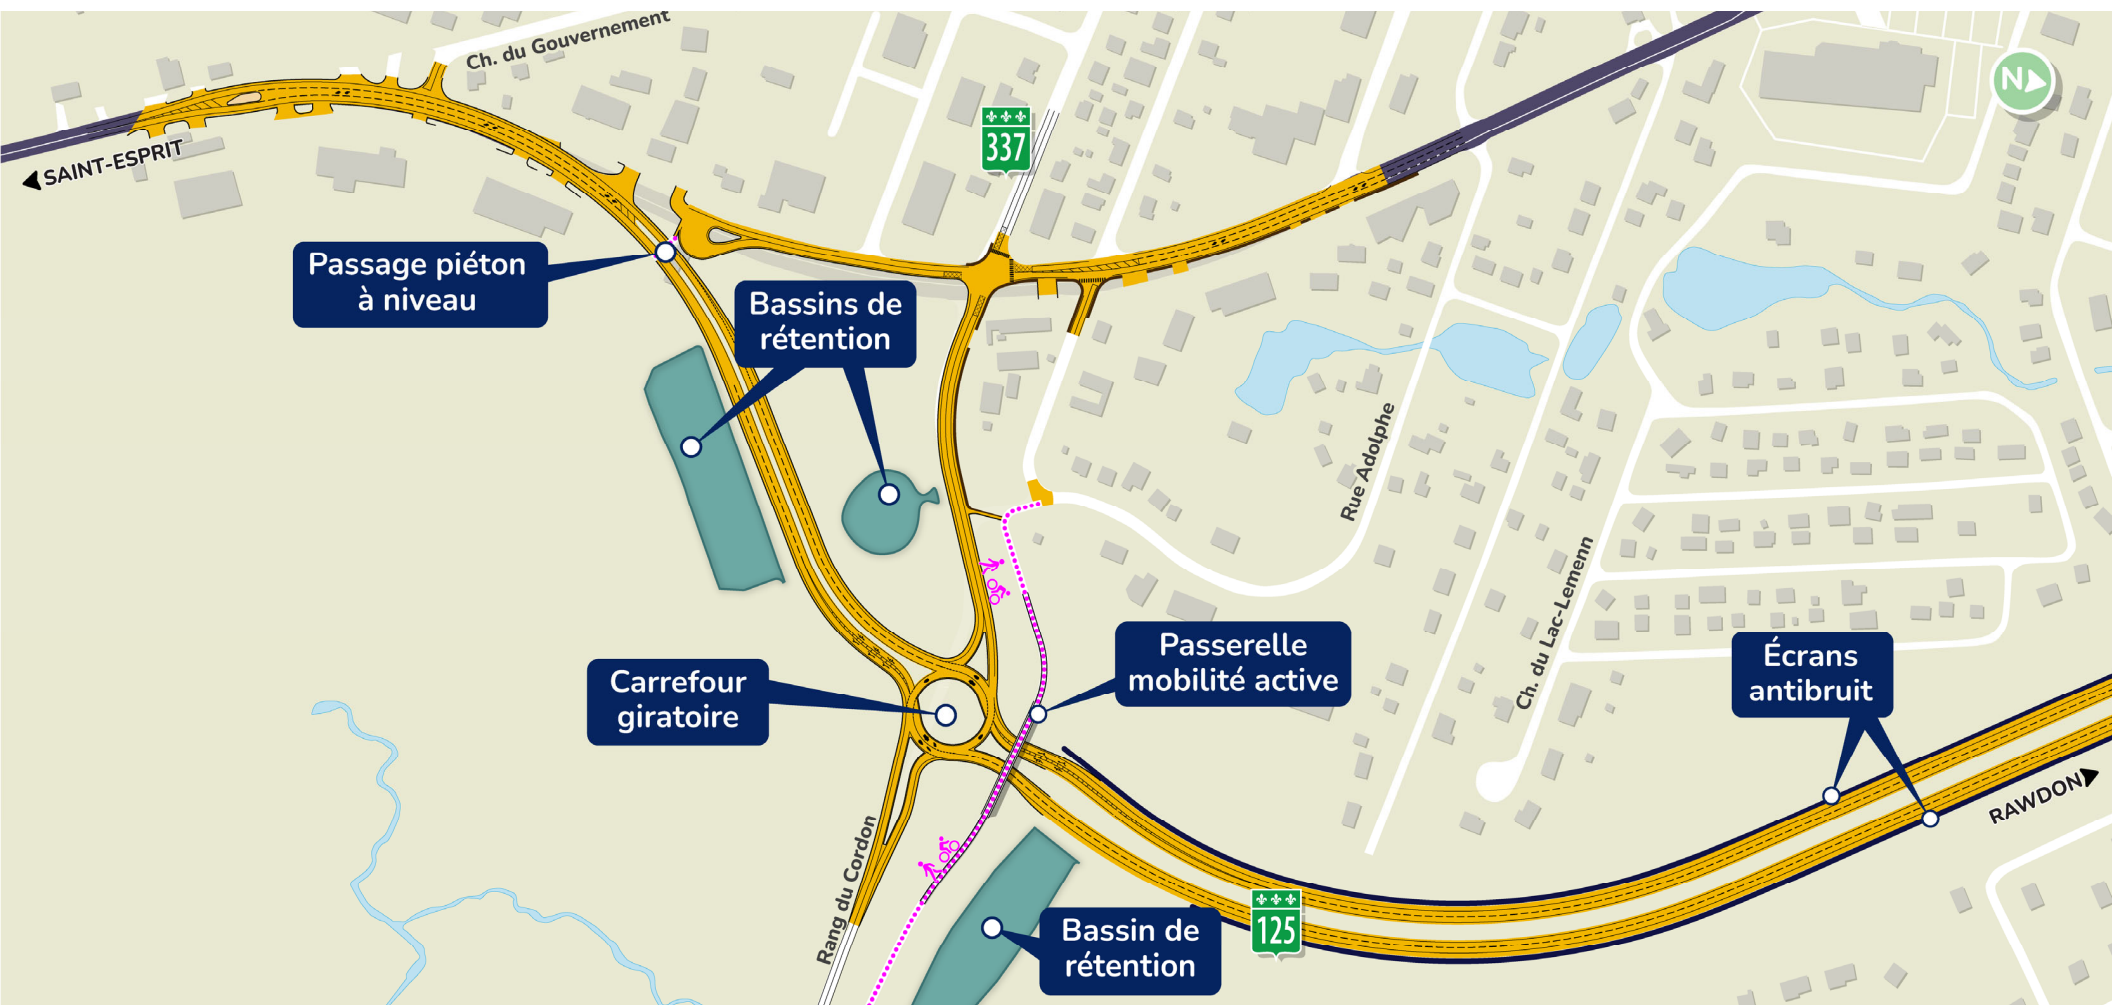 Ch. du Gouvernement
N
337
SAINT-ESPRIT
Passage piéton
à niveau
Bassins de
rétention
Rue Adolphe
Ch. du Lac-Lemenn
Passerelle
mobilité active
Écrans
antibruit
Carrefour
giratoire
RAWDON
Rang du Cordon
125
Bassin de
rétention